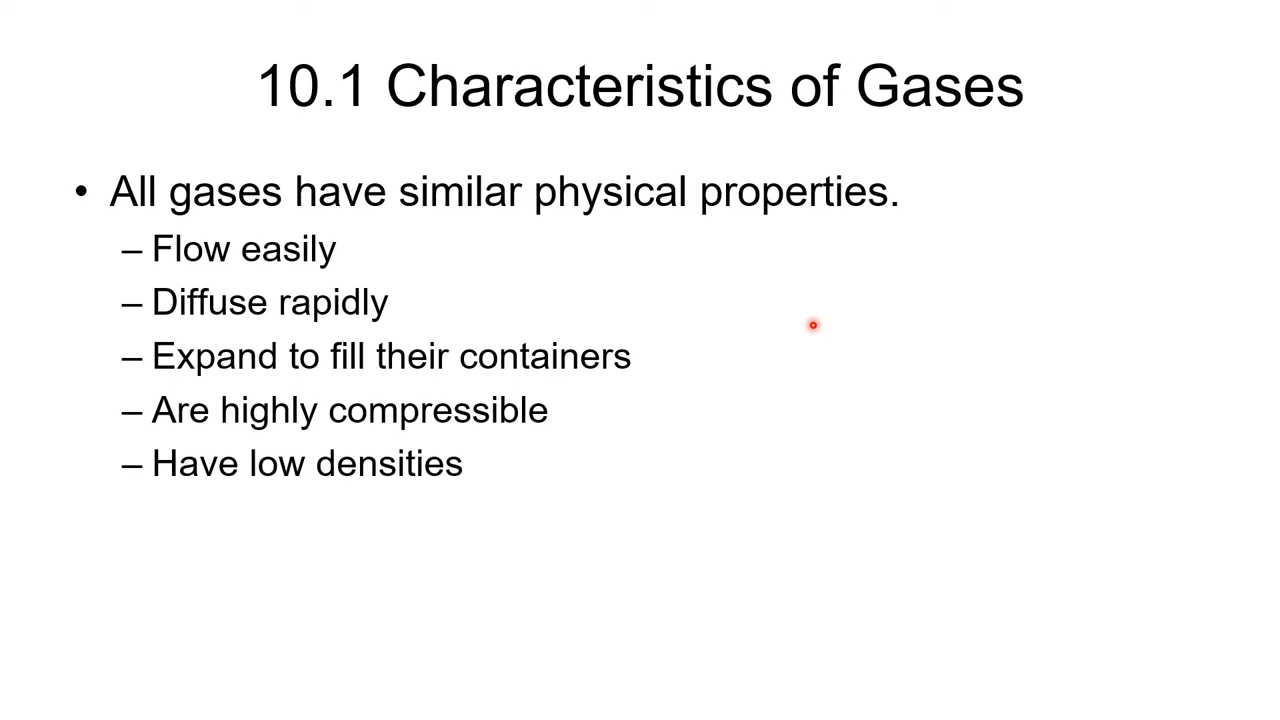 10.1 Characteristics of Gases
• All gases have similar physical properties.
– Flow easily
– Diffuse rapidly
– Expand to fill their containers
– Are highly compressible
– Have low densities